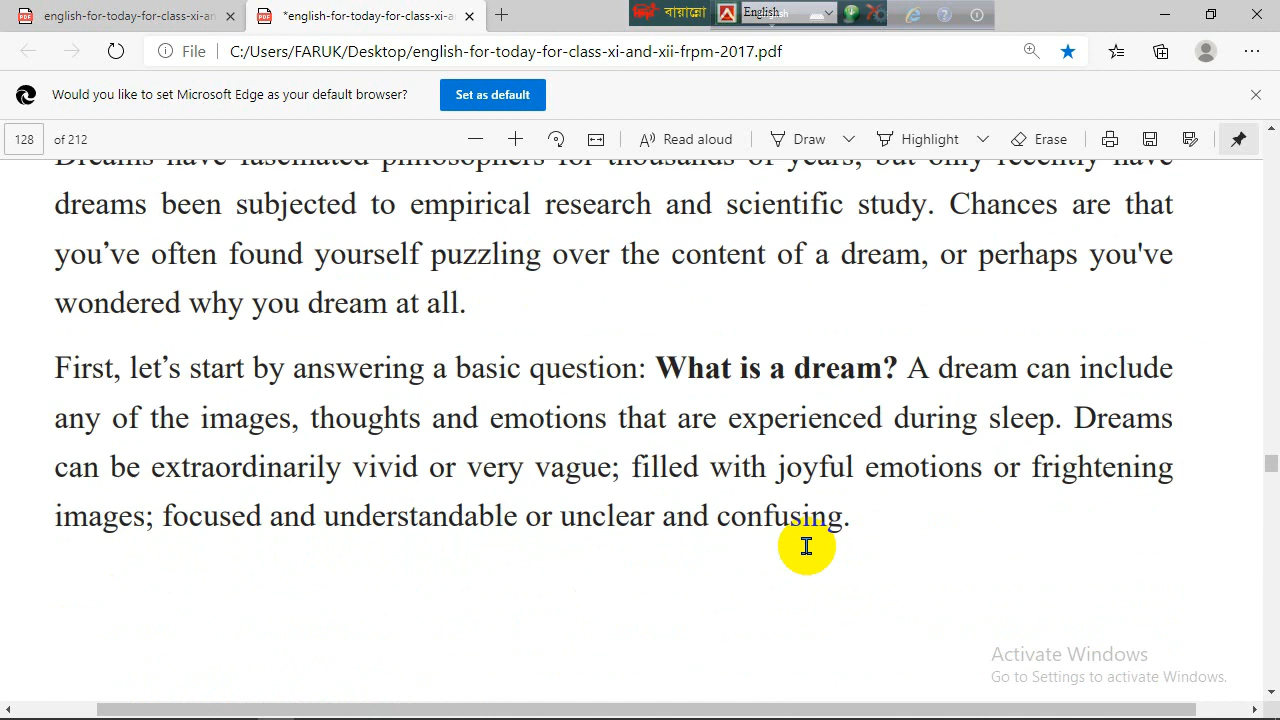 English-for-today-for-class-xi-an
*english-for-today-for-class-xi-a
বায়ান্নো
English
File
C:/Users/FARUK/Desktop/english-for-today-for-class-xi-and-xii-frpm-2017.pdf
Would you like to set Microsoft Edge as your default browser?
Set as default
128 of 212
Read aloud
Draw
Highlight
Erase
Dreams have fascinated philosophers for thousands of years, but only recently have
dreams been subjected to empirical research and scientific study. Chances are that
you’ve often found yourself puzzling over the content of a dream, or perhaps you've
wondered why you dream at all.
First, let’s start by answering a basic question: What is a dream? A dream can include
any of the images, thoughts and emotions that are experienced during sleep. Dreams
can be extraordinarily vivid or very vague; filled with joyful emotions or frightening
images; focused and understandable or unclear and confusing.
Activate Windows
Go to Settings to activate Windows.